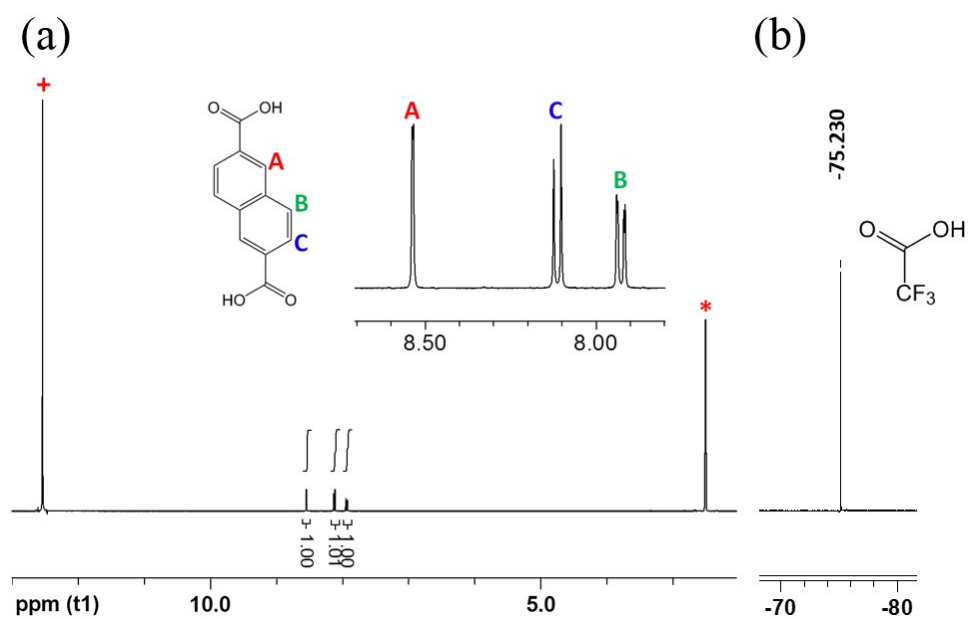 (a)
(b)
+
O
OH
A
B
C
HO
O
A
C
B
8.50
8.00
*
-75.230
O
OH
CF3
1.00
1.01
1.00
ppm (t1)
10.0
5.0
-70
-80